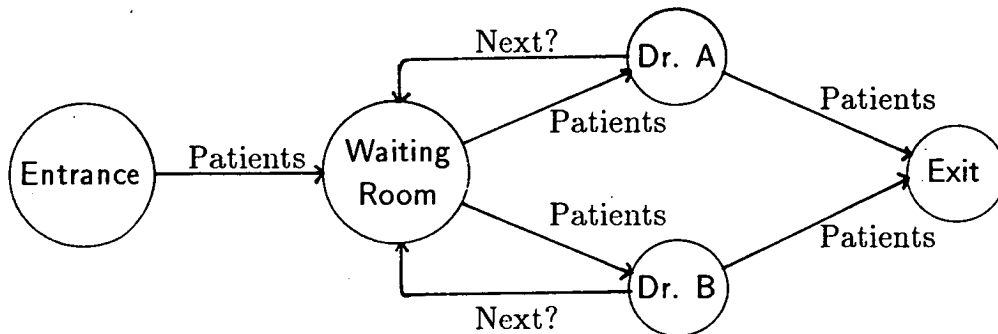 Next?
Dr. A
Patients
Patients
Entrance
Patients
Waiting
Room
Exit
Patients
Patients
Dr. B
Next?